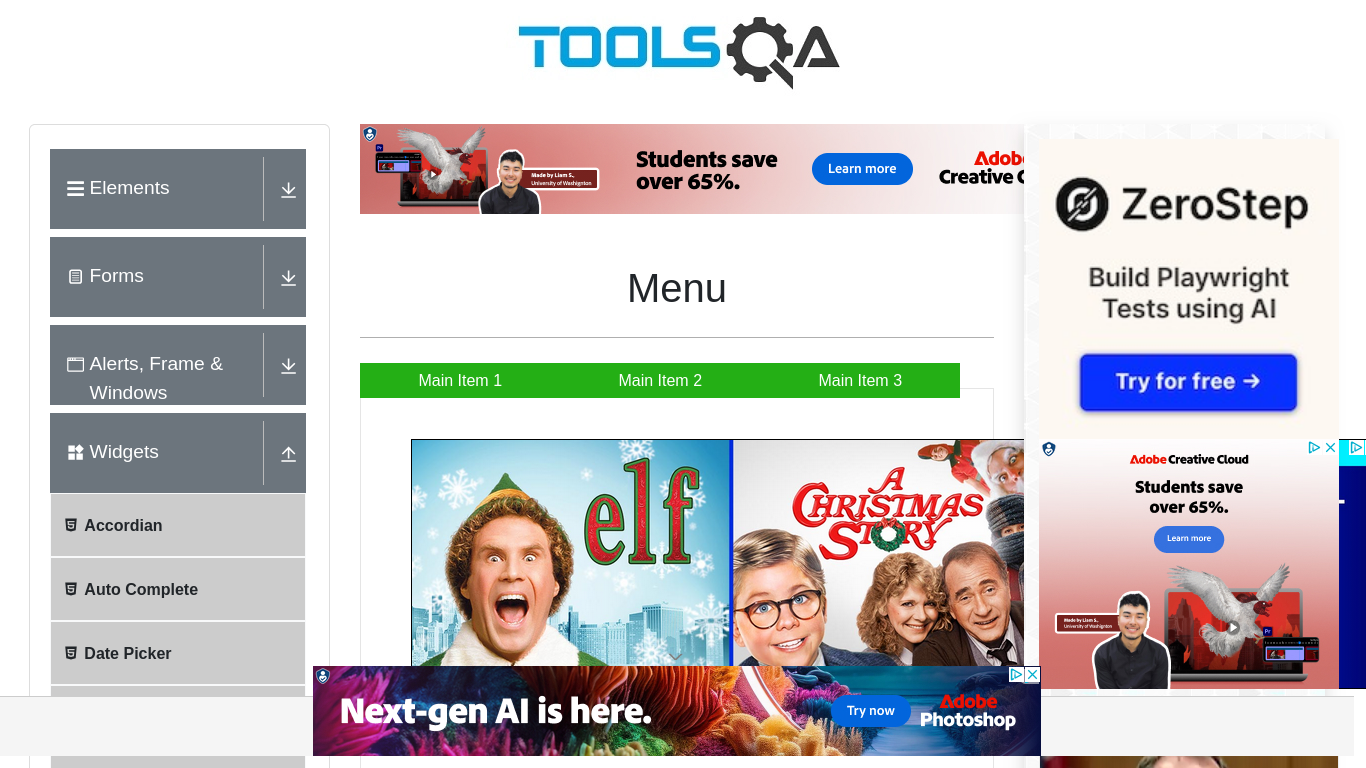 TOOLSQA
Elements
Forms
Alerts, Frame &
Windows
Widgets
Accordian
Auto Complete
Date Picker
Made by Liam S.,
University of Washignton
Students save
over 65%.
Learn more
Adobe
Creative C
Menu
Main Item 1
Main Item 2
Main Item 3
elf
A
CHRISTMAS
STORY
Next-gen AI is here.
Try now
Adobe
Photoshop
ZeroStep
Build Playwright
Tests using AI
Try for free →
Adobe Creative Cloud
Students save
over 65%.
Learn more
Made by Liam S.,
University of Washignton
Pr